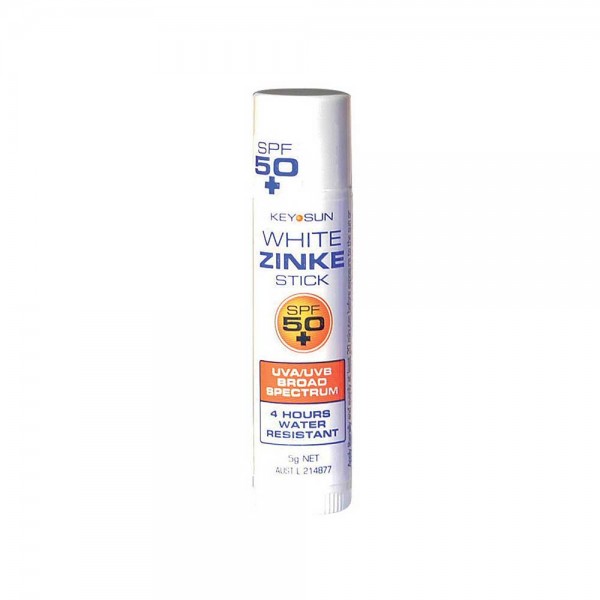 SPF
50
+
KEY SUN
WHITE
ZINKE
STICK
SPF
50
+
UVA/UVB
BROAD
SPECTRUM
4 HOURS
WATER
RESISTANT
5g NET
AUST L 214877